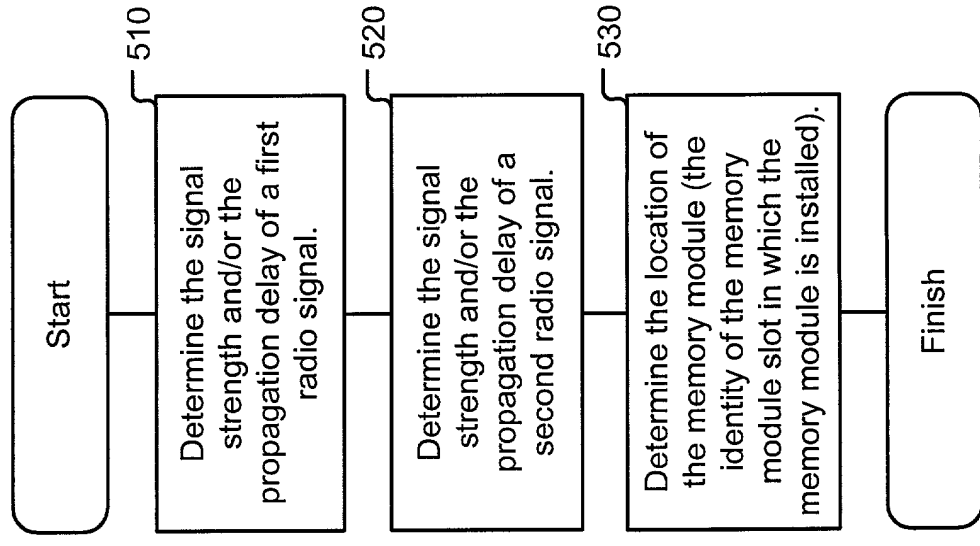 Start
510
Determine the signal
strength and/or the
propagation delay of a first
radio signal.
520
Determine the signal
strength and/or the
propagation delay of a
second radio signal.
530
Determine the location of
the memory module (the
identity of the memory
module slot in which the
memory module is installed).
Finish